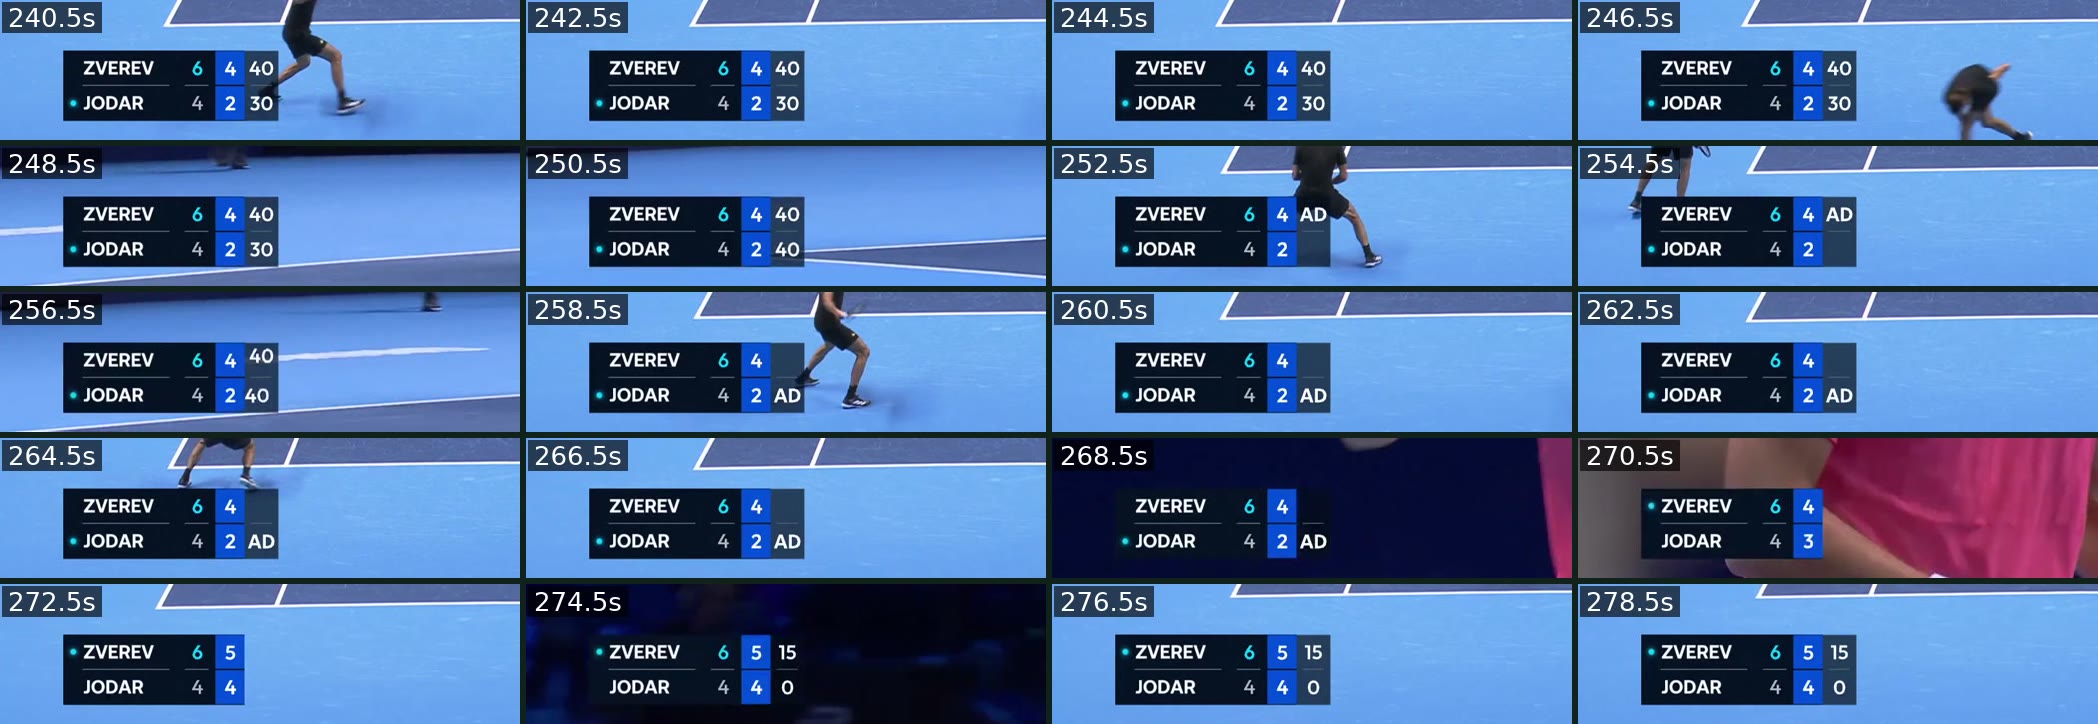 240.5s
ZVEREV 6 4 40
JODAR 4 2 30
242.5s
ZVEREV 6 4 40
JODAR 4 2 30
244.5s
ZVEREV 6 4 40
JODAR 4 2 30
246.5s
ZVEREV 6 4 40
JODAR 4 2 30
248.5s
ZVEREV 6 4 40
JODAR 4 2 30
250.5s
ZVEREV 6 4 40
JODAR 4 2 40
252.5s
ZVEREV 6 4 AD
JODAR 4 2
254.5s
ZVEREV 6 4 AD
JODAR 4 2
256.5s
ZVEREV 6 4 40
JODAR 4 2 40
258.5s
ZVEREV 6 4
JODAR 4 2 AD
260.5s
ZVEREV 6 4
JODAR 4 2 AD
262.5s
ZVEREV 6 4
JODAR 4 2 AD
264.5s
ZVEREV 6 4
JODAR 4 2 AD
266.5s
ZVEREV 6 4
JODAR 4 2 AD
268.5s
ZVEREV 6 4
JODAR 4 2 AD
270.5s
ZVEREV 6 4
JODAR 4 3
272.5s
ZVEREV 6 5
JODAR 4 4
274.5s
ZVEREV 6 5 15
JODAR 4 4 0
276.5s
ZVEREV 6 5 15
JODAR 4 4 0
278.5s
ZVEREV 6 5 15
JODAR 4 4 0